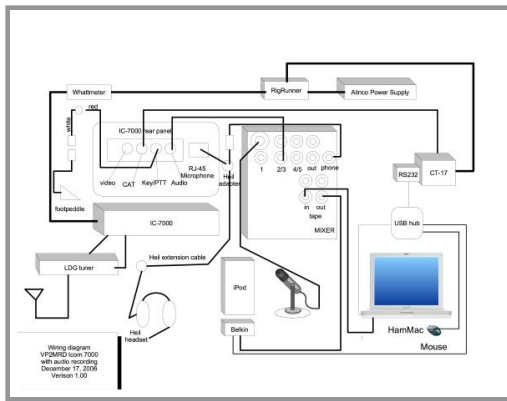 Whattmeter
RigRunner
Alinco Power Supply
red
white
IC-7000 rear panel
video
CAT
Key/PTT
Audio
RJ-45
Microphone
Heil
adapter
1
2/3
4/5
out
phone
in
out
tape
MIXER
RS232
CT-17
USB hub
footpeddle
IC-7000
LDG tuner
Heil extension cable
iPod
Belkin
Heil
headset
HamMac
Mouse
Wiring diagram
VP2MRD Icom 7000
with audio recording
December 17, 2006
Verison 1.00